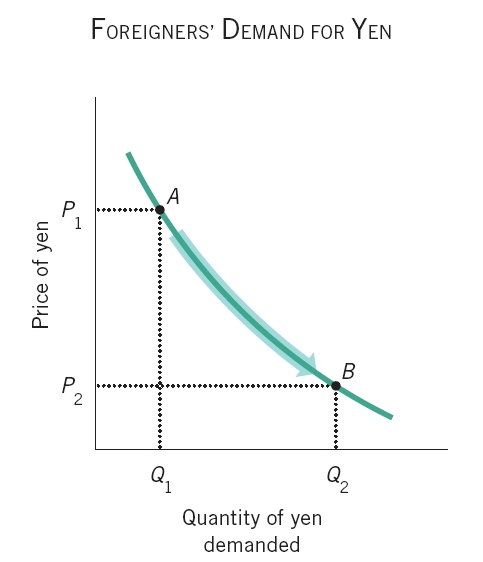 FOREIGNERS' DEMAND FOR YEN
A
P1
Price of yen
B
P2
Q1
Q2
Quantity of yen
demanded